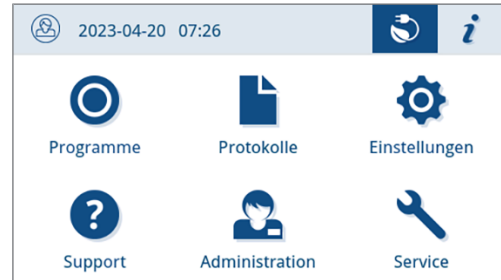 2023-04-20 07:26
Programme Protokolle Einstellungen
Support Administration Service